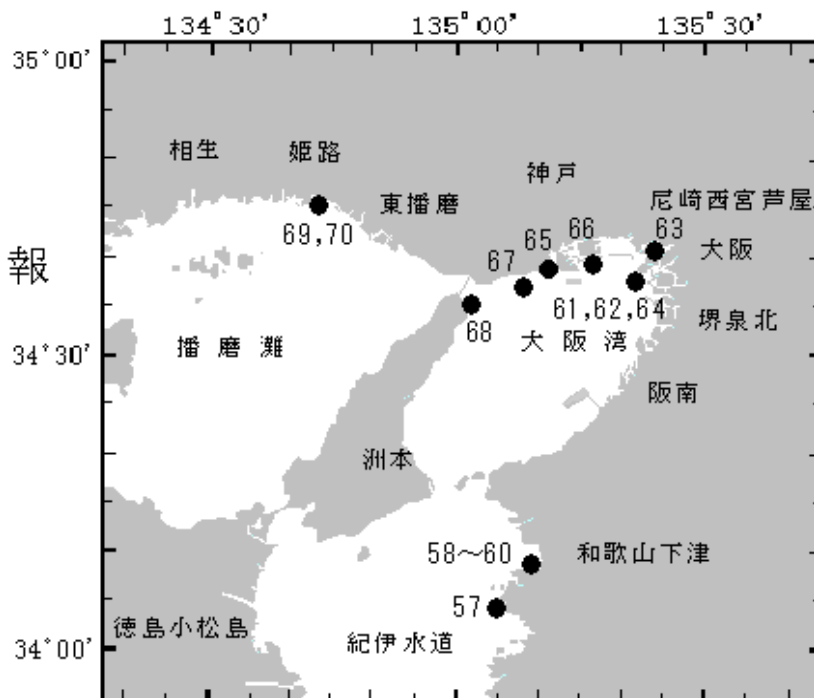 134°30' 135°00' 135°30'
35°00'
相生 姫路 神戸
東播磨 尼崎西宮芦屋
69,70 65 66 63
報 67 大阪
68 61,62,64 堺泉北
34°30' 播磨灘 大阪湾
阪南
洲本
58～60 和歌山下津
57
徳島小松島 紀伊水道
34°00'